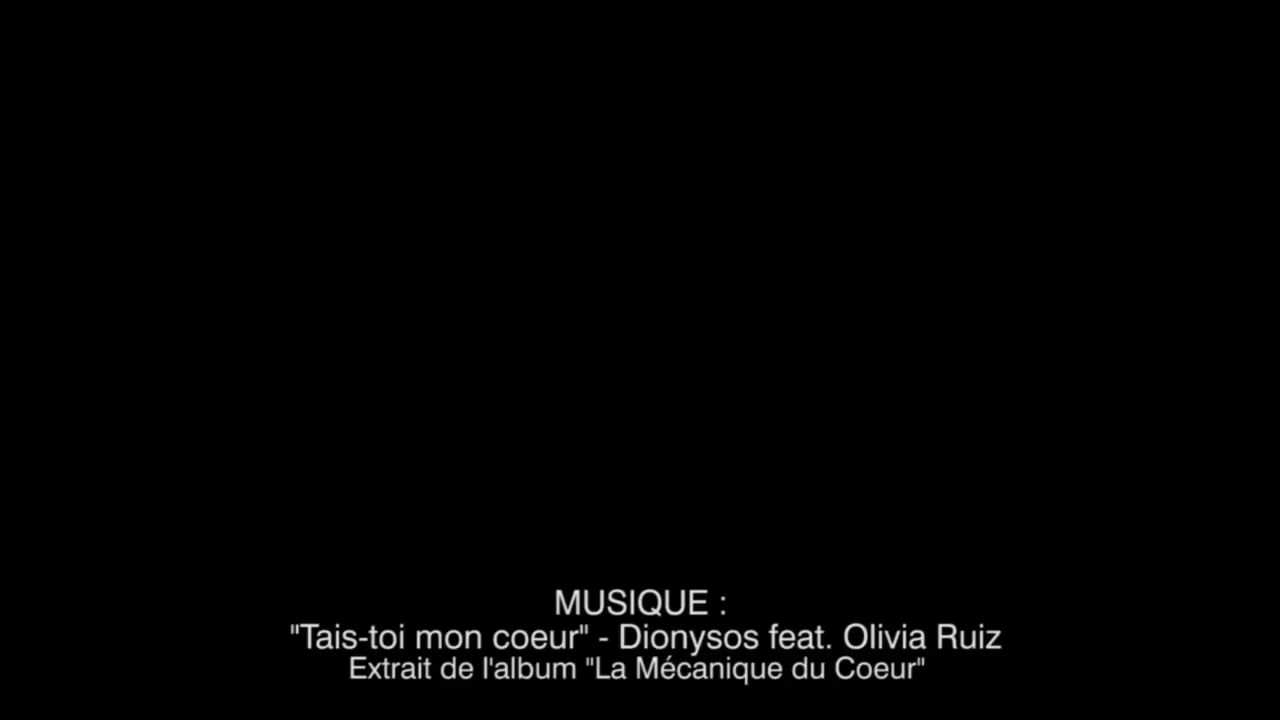 MUSIQUE :
"Tais-toi mon coeur" - Dionysos feat. Olivia Ruiz
Extrait de l'album "La Mécanique du Coeur"